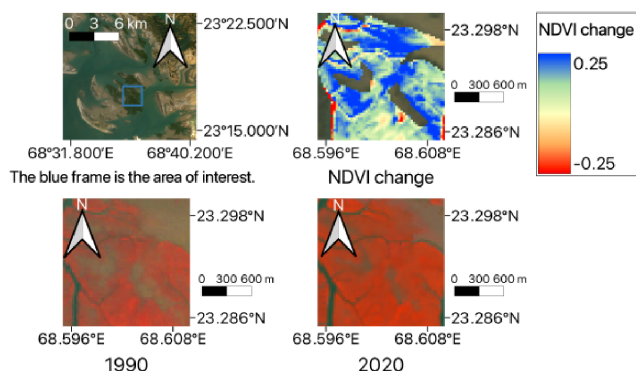 0 3 6 km
N
23°22.500′N
23°15.000′N
68°31.800′E
68°40.200′E
The blue frame is the area of interest.
N
23.298°N
0 300 600 m
23.286°N
68.596°E
68.608°E
NDVI change
NDVI change
0.25
-0.25
N
23.298°N
0 300 600 m
23.286°N
68.596°E
68.608°E
1990
N
23.298°N
0 300 600 m
23.286°N
68.596°E
68.608°E
2020